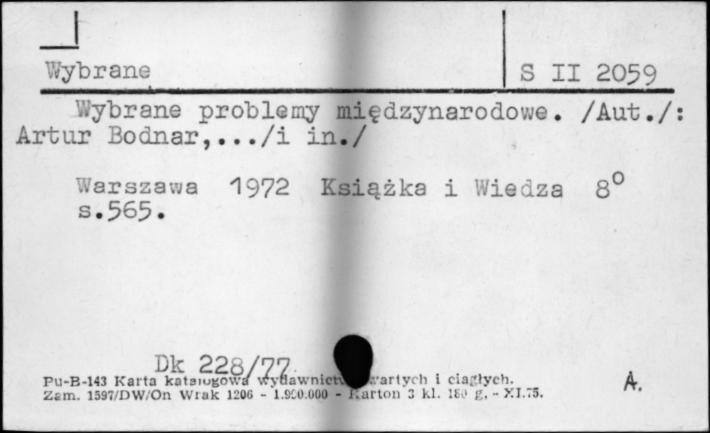 Wybrane S II 2059
Wybrane problemy międzynarodowe. /Aut./:
Artur Bodnar,.../i in./
Warszawa 1972 Książka i Wiedza 8°
s.565.
Dk 228/77
Pu-B-143 Karta katalogowa wydawnictw zwartych i ciągłych.
Zam. 1597/DW/On Wrak 1206 - 1.900.000 - Karton 3 kl. 180 g. - XI.75.
A.